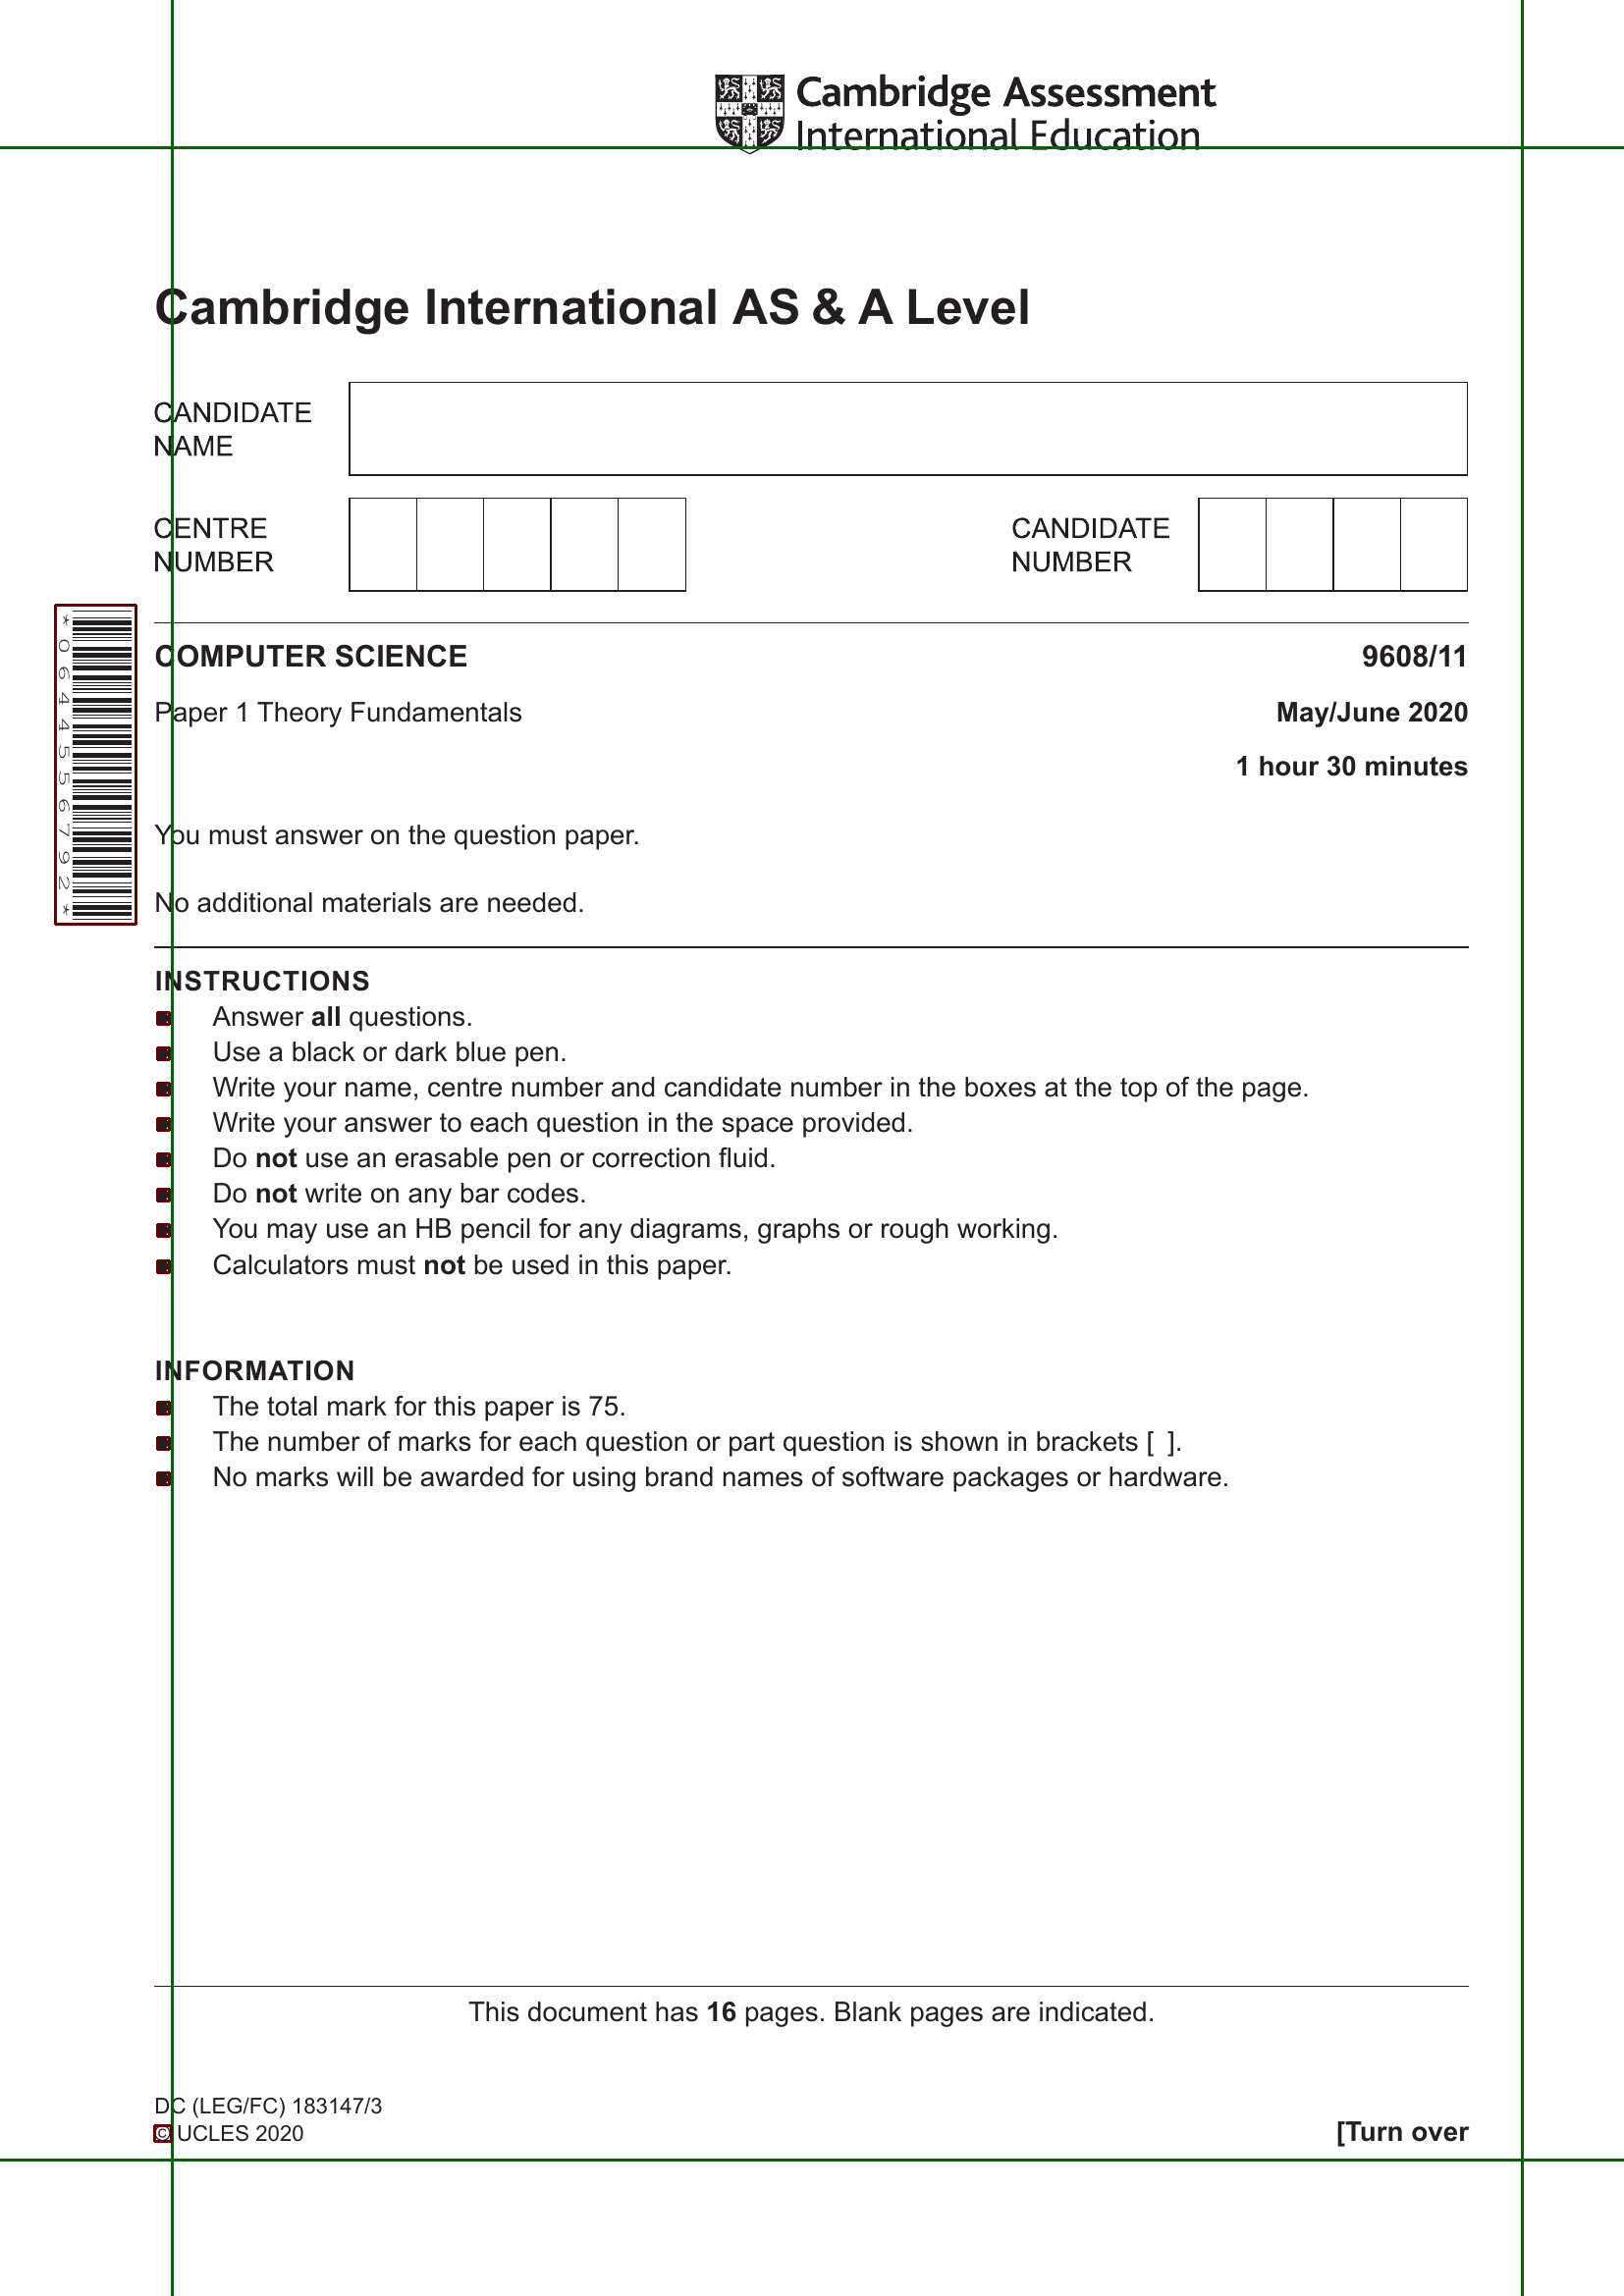 Cambridge Assessment
International Education
Cambridge International AS & A Level
CANDIDATE
NAME
CENTRE
NUMBER
CANDIDATE
NUMBER
*0644556792*
COMPUTER SCIENCE 9608/11
Paper 1 Theory Fundamentals May/June 2020
1 hour 30 minutes
You must answer on the question paper.
No additional materials are needed.
INSTRUCTIONS
Answer all questions.
Use a black or dark blue pen.
Write your name, centre number and candidate number in the boxes at the top of the page.
Write your answer to each question in the space provided.
Do not use an erasable pen or correction fluid.
Do not write on any bar codes.
You may use an HB pencil for any diagrams, graphs or rough working.
Calculators must not be used in this paper.
INFORMATION
The total mark for this paper is 75.
The number of marks for each question or part question is shown in brackets [ ].
No marks will be awarded for using brand names of software packages or hardware.
This document has 16 pages. Blank pages are indicated.
DC (LEG/FC) 183147/3
© UCLES 2020 [Turn over